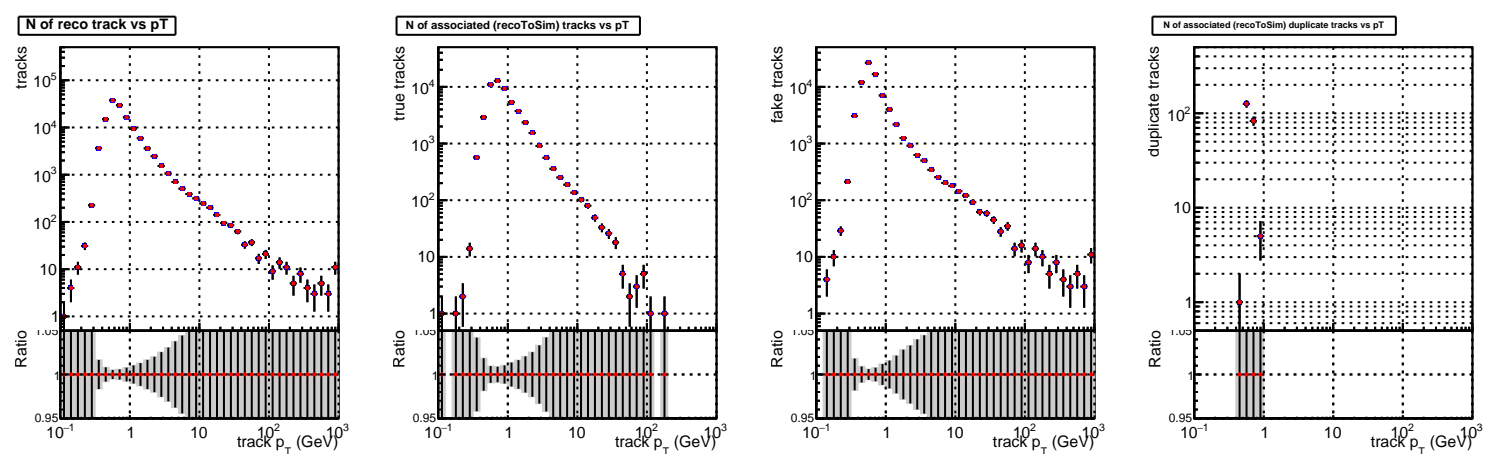 N of reco track vs pT
tracks
10^5
10^4
10^3
10^2
10
1
Ratio
1.05
1
0.95
10^-1 1 10 10^2 10^3
track p_T (GeV)
N of associated (recoToSim) tracks vs pT
true tracks
10^4
10^3
10^2
10
1
Ratio
1.05
1
0.95
10^-1 1 10 10^2 10^3
track p_T (GeV)
fake tracks
10^4
10^3
10^2
10
1
Ratio
1.05
1
0.95
10^-1 1 10 10^2 10^3
track p_T (GeV)
N of associated (recoToSim) duplicate tracks vs pT
duplicate tracks
10^2
10
1
Ratio
1.05
1
0.95
10^-1 1 10 10^2 10^3
track p_T (GeV)